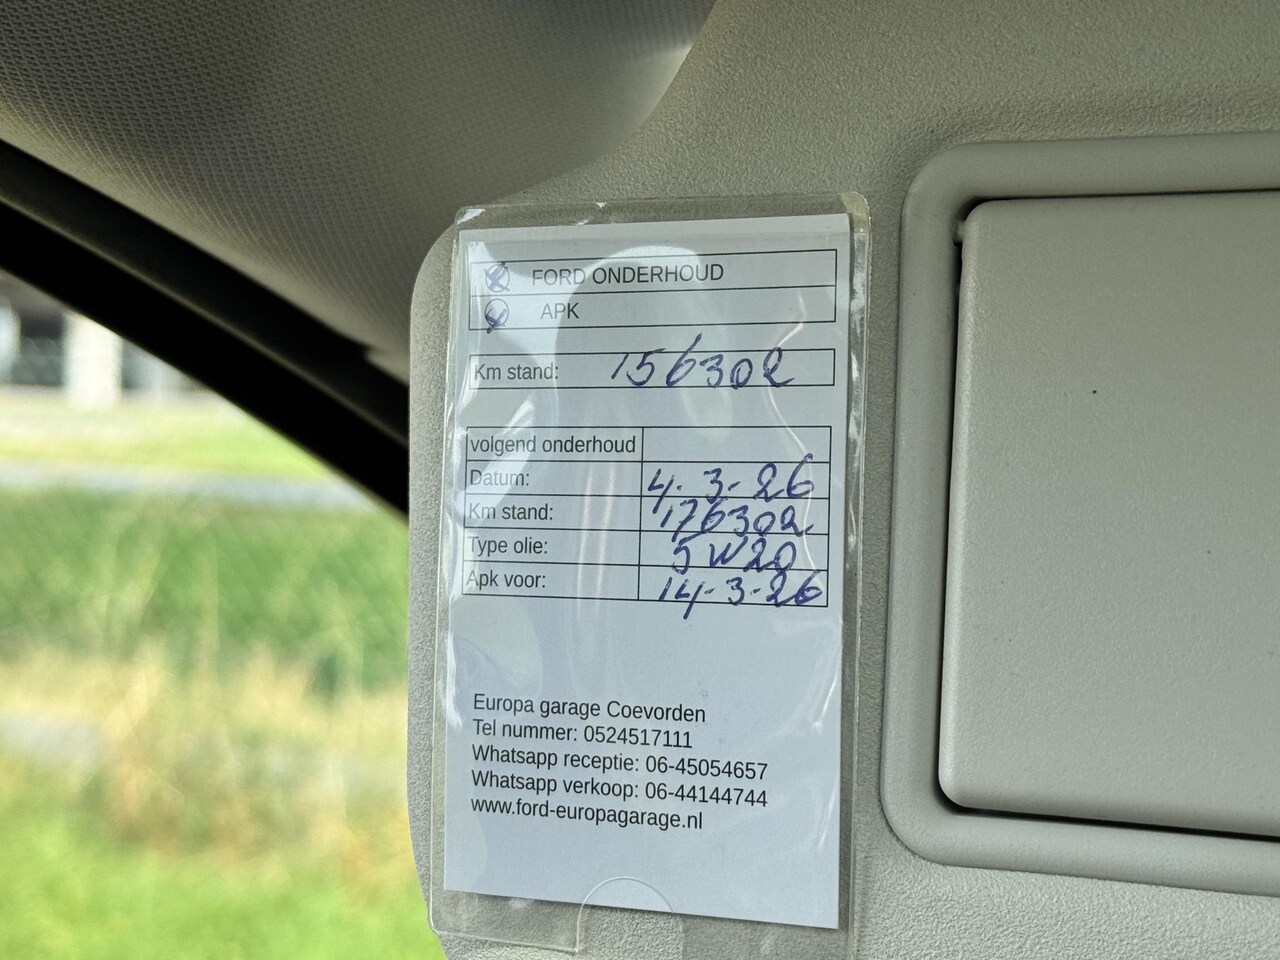 FORD ONDERHOUD
APK
Km stand: 156302
volgend onderhoud
Datum: 4-3-26
Km stand: 176302
Type olie: 5W20
Apk voor: 14-3-26
Europa garage Coevorden
Tel nummer: 0524517111
Whatsapp receptie: 06-45054657
Whatsapp verkoop: 06-44144744
www.ford-europagarage.nl